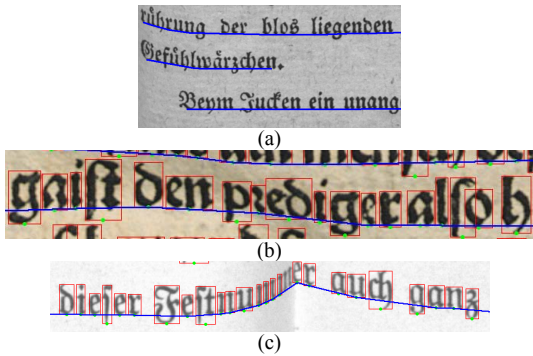 rührung der blos liegenden
Gefühlwärzchen.
Beym Jucken ein unang
(a)
gaiſt den prediger alſo h
(b)
dieſer Feſtung
er auch ganz
(c)